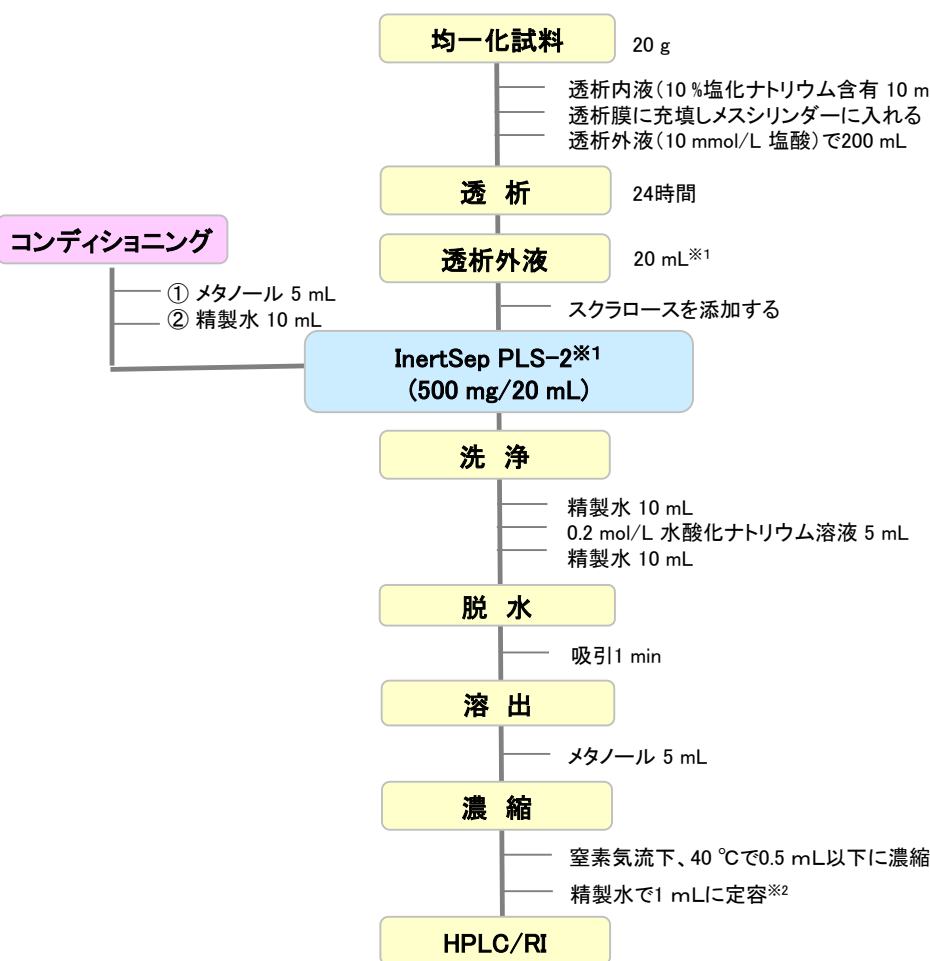 均一化試料 20 g
透析内液(10 %塩化ナトリウム含有 10 m
透析膜に充填しメスシリンダーに入れる
透析外液(10 mmol/L 塩酸)で200 mL
透 析 24時間
コンディショニング
① メタノール 5 mL
② 精製水 10 mL
透析外液 20 mL※1
スクラロースを添加する
InertSep PLS-2※1
(500 mg/20 mL)
洗 浄
精製水 10 mL
0.2 mol/L 水酸化ナトリウム溶液 5 mL
精製水 10 mL
脱 水
吸引1 min
溶 出
メタノール 5 mL
濃 縮
窒素気流下、40 ℃で0.5 mL以下に濃縮
精製水で1 mLに定容※2
HPLC/RI